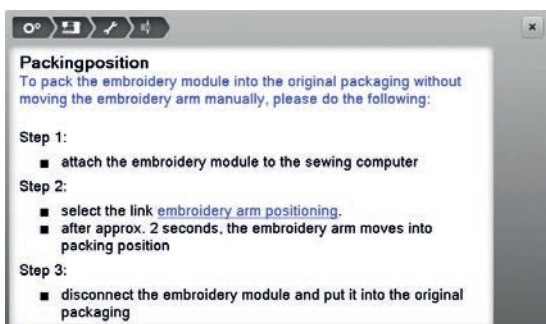 Packingposition
To pack the embroidery module into the original packaging without
moving the embroidery arm manually, please do the following:
Step 1:
■ attach the embroidery module to the sewing computer
Step 2:
■ select the link embroidery arm positioning.
■ after approx. 2 seconds, the embroidery arm moves into
packing position
Step 3:
■ disconnect the embroidery module and put it into the original
packaging